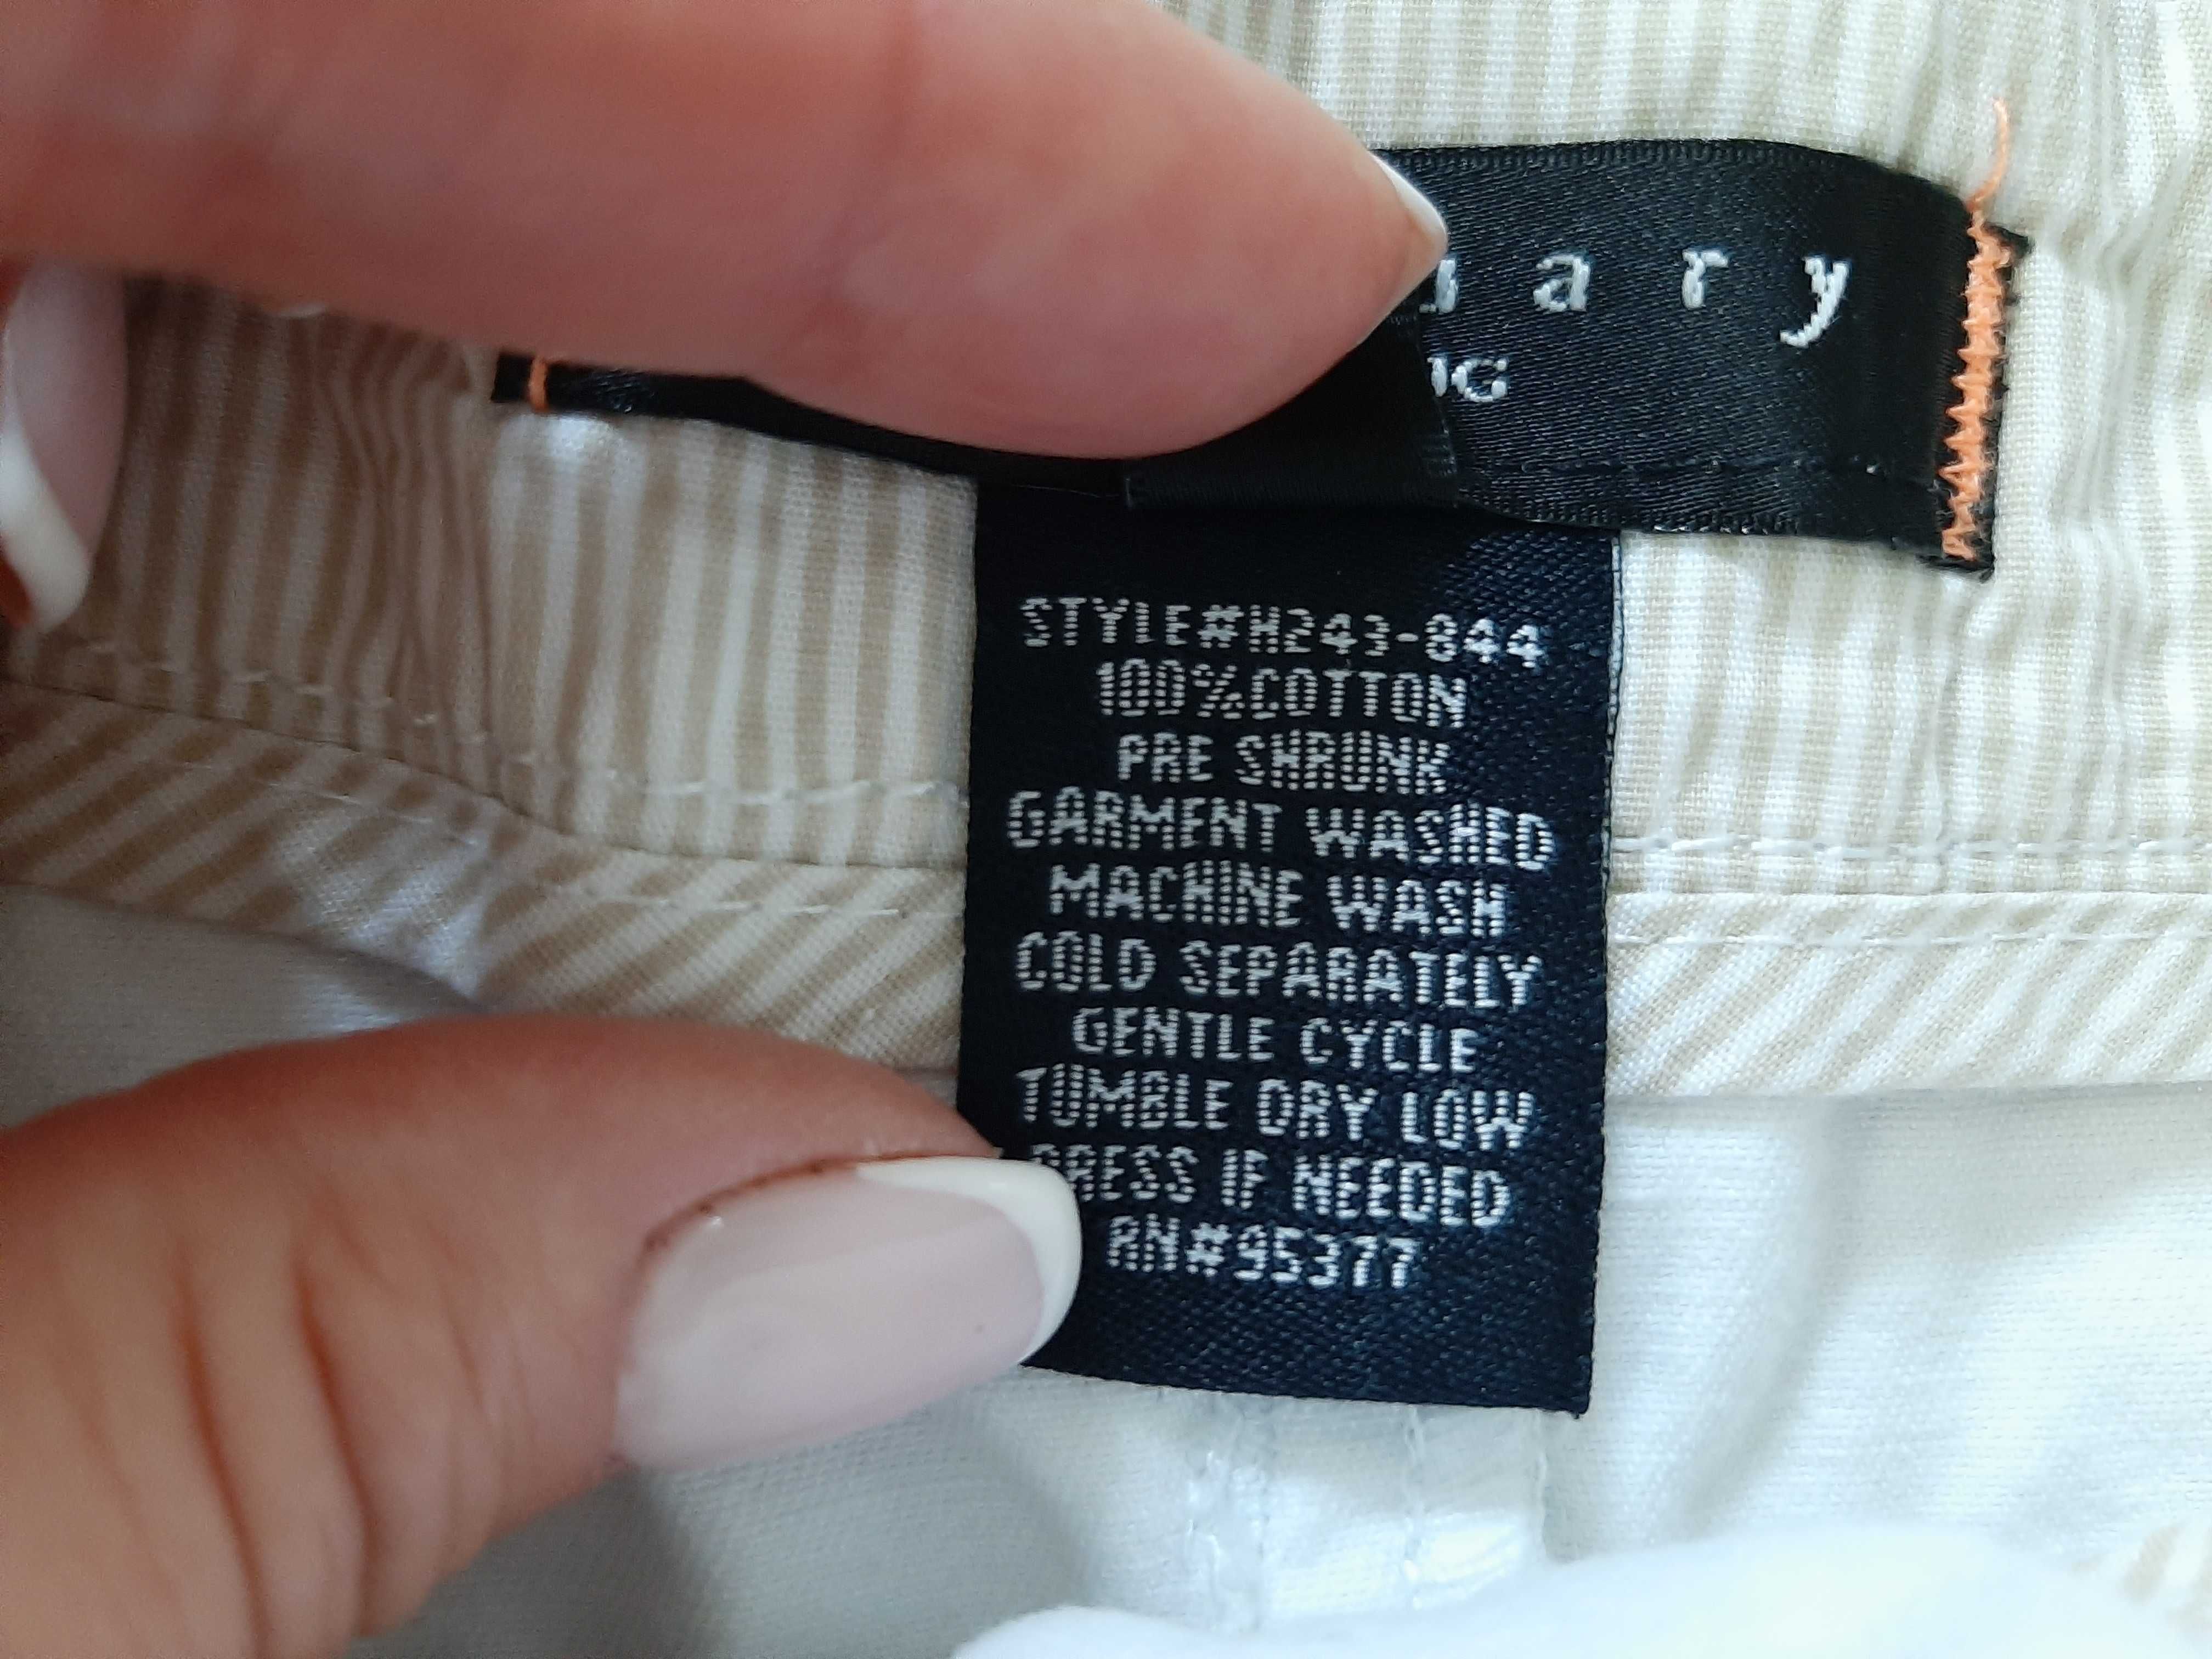 STYLE#H243-844
100%COTTON
PRE SHRUNK
GARMENT WASHED
MACHINE WASH
COLD SEPARATELY
GENTLE CYCLE
TUMBLE DRY LOW
PRESS IF NEEDED
RN#95377